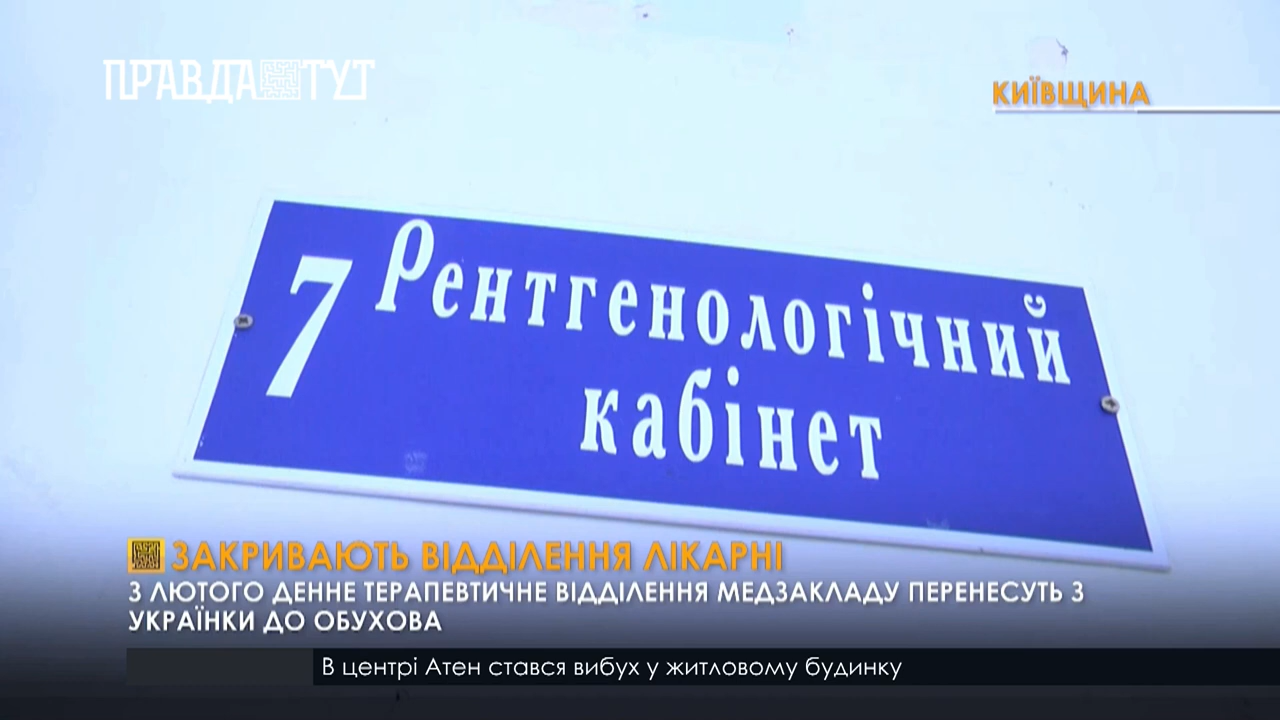 ПРАВДА ТУТ
КИЇВЩИНА
7 Рентгенологічний
кабінет
ЗАКРИВАЮТЬ ВІДДІЛЕННЯ ЛІКАРНІ
З ЛЮТОГО ДЕННЕ ТЕРАПЕВТИЧНЕ ВІДДІЛЕННЯ МЕДЗАКЛАДУ ПЕРЕНЕСУТЬ З
УКРАЇНКИ ДО ОБУХОВА
В центрі Атен стався вибух у житловому будинку